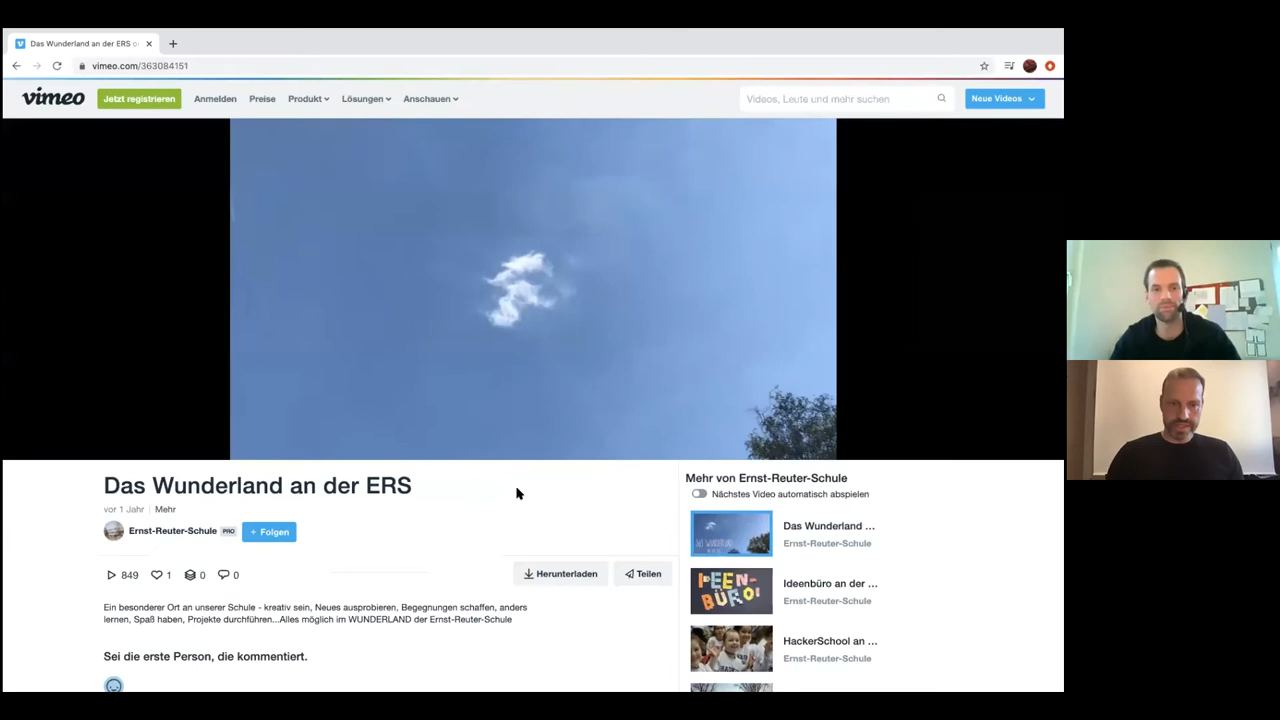 Das Wunderland an der ERS
vimeo.com/363084151
vimeo
Jetzt registrieren
Anmelden
Preise
Produkt
Lösungen
Anschauen
Videos, Leute und mehr suchen
Neue Videos
Das Wunderland an der ERS
vor 1 Jahr | Mehr
Ernst-Reuter-Schule PRO
+ Folgen
849
1
0
0
Herunterladen
Teilen
Ein besonderer Ort an unserer Schule - kreativ sein, Neues ausprobieren, Begegnungen schaffen, anders
lernen, Spaß haben, Projekte durchführen...Alles möglich im WUNDERLAND der Ernst-Reuter-Schule
Sei die erste Person, die kommentiert.
Mehr von Ernst-Reuter-Schule
Nächstes Video automatisch abspielen
Das Wunderland ...
Ernst-Reuter-Schule
IDEEN-
BÜRO!
Ideenbüro an der ...
Ernst-Reuter-Schule
HackerSchool an ...
Ernst-Reuter-Schule